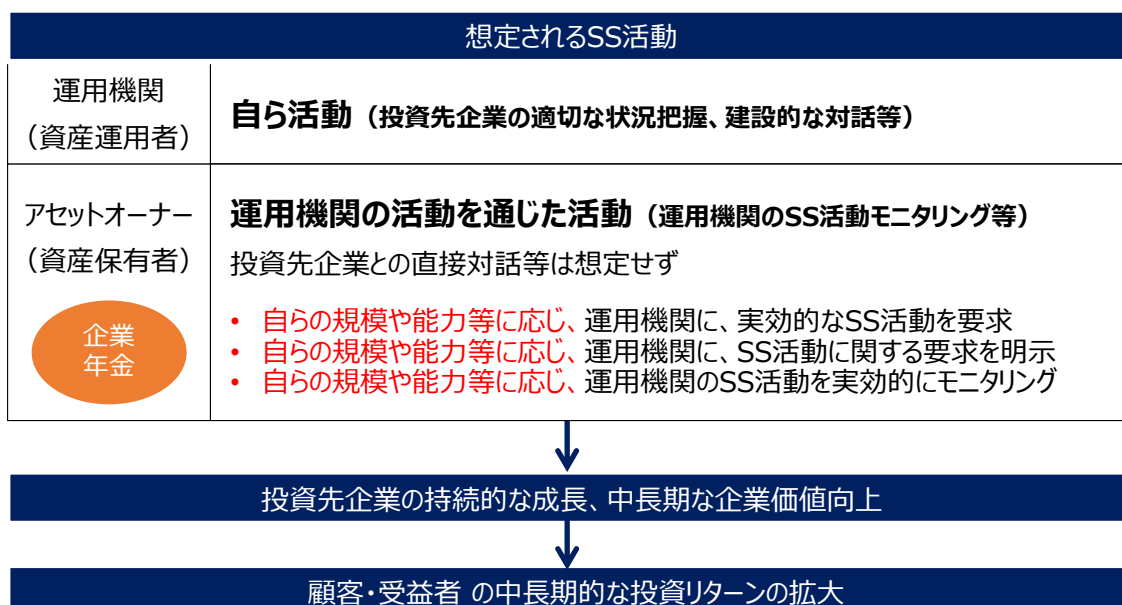 想定されるSS活動
運用機関
（資産運用者）
自ら活動（投資先企業の適切な状況把握、建設的な対話等）
アセットオーナー
（資産保有者）
企業
年金
運用機関の活動を通じた活動（運用機関のSS活動モニタリング等）
投資先企業との直接対話等は想定せず
• 自らの規模や能力等に応じ、運用機関に、実効的なSS活動を要求
• 自らの規模や能力等に応じ、運用機関に、SS活動に関する要求を明示
• 自らの規模や能力等に応じ、運用機関のSS活動を実効的にモニタリング
投資先企業の持続的な成長、中長期な企業価値向上
顧客・受益者 の中長期的な投資リターンの拡大